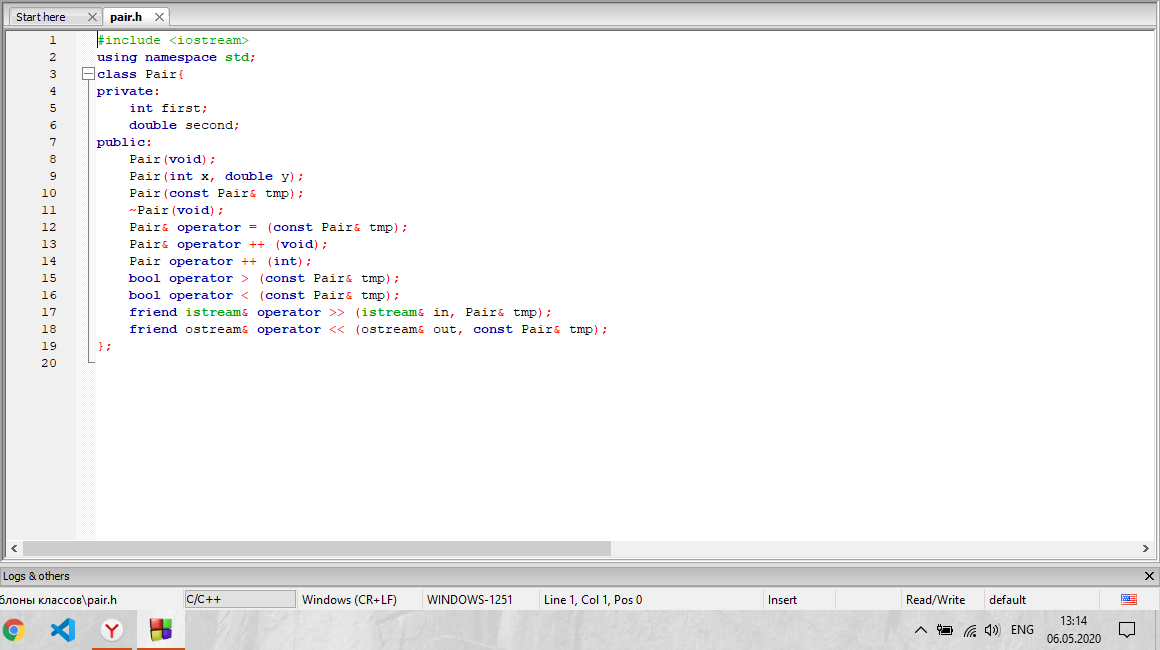 Start here
pair.h
1 #include <iostream>
2 using namespace std;
3 class Pair{
4 private:
5     int first;
6     double second;
7 public:
8     Pair(void);
9     Pair(int x, double y);
10     Pair(const Pair& tmp);
11     ~Pair(void);
12     Pair& operator = (const Pair& tmp);
13     Pair& operator ++ (void);
14     Pair operator ++ (int);
15     bool operator > (const Pair& tmp);
16     bool operator < (const Pair& tmp);
17     friend istream& operator >> (istream& in, Pair& tmp);
18     friend ostream& operator << (ostream& out, const Pair& tmp);
19 };
20
Logs & others
блоны классов\pair.h C/C++ Windows (CR+LF) WINDOWS-1251 Line 1, Col 1, Pos 0 Insert Read/Write default
ENG 13:14
06.05.2020